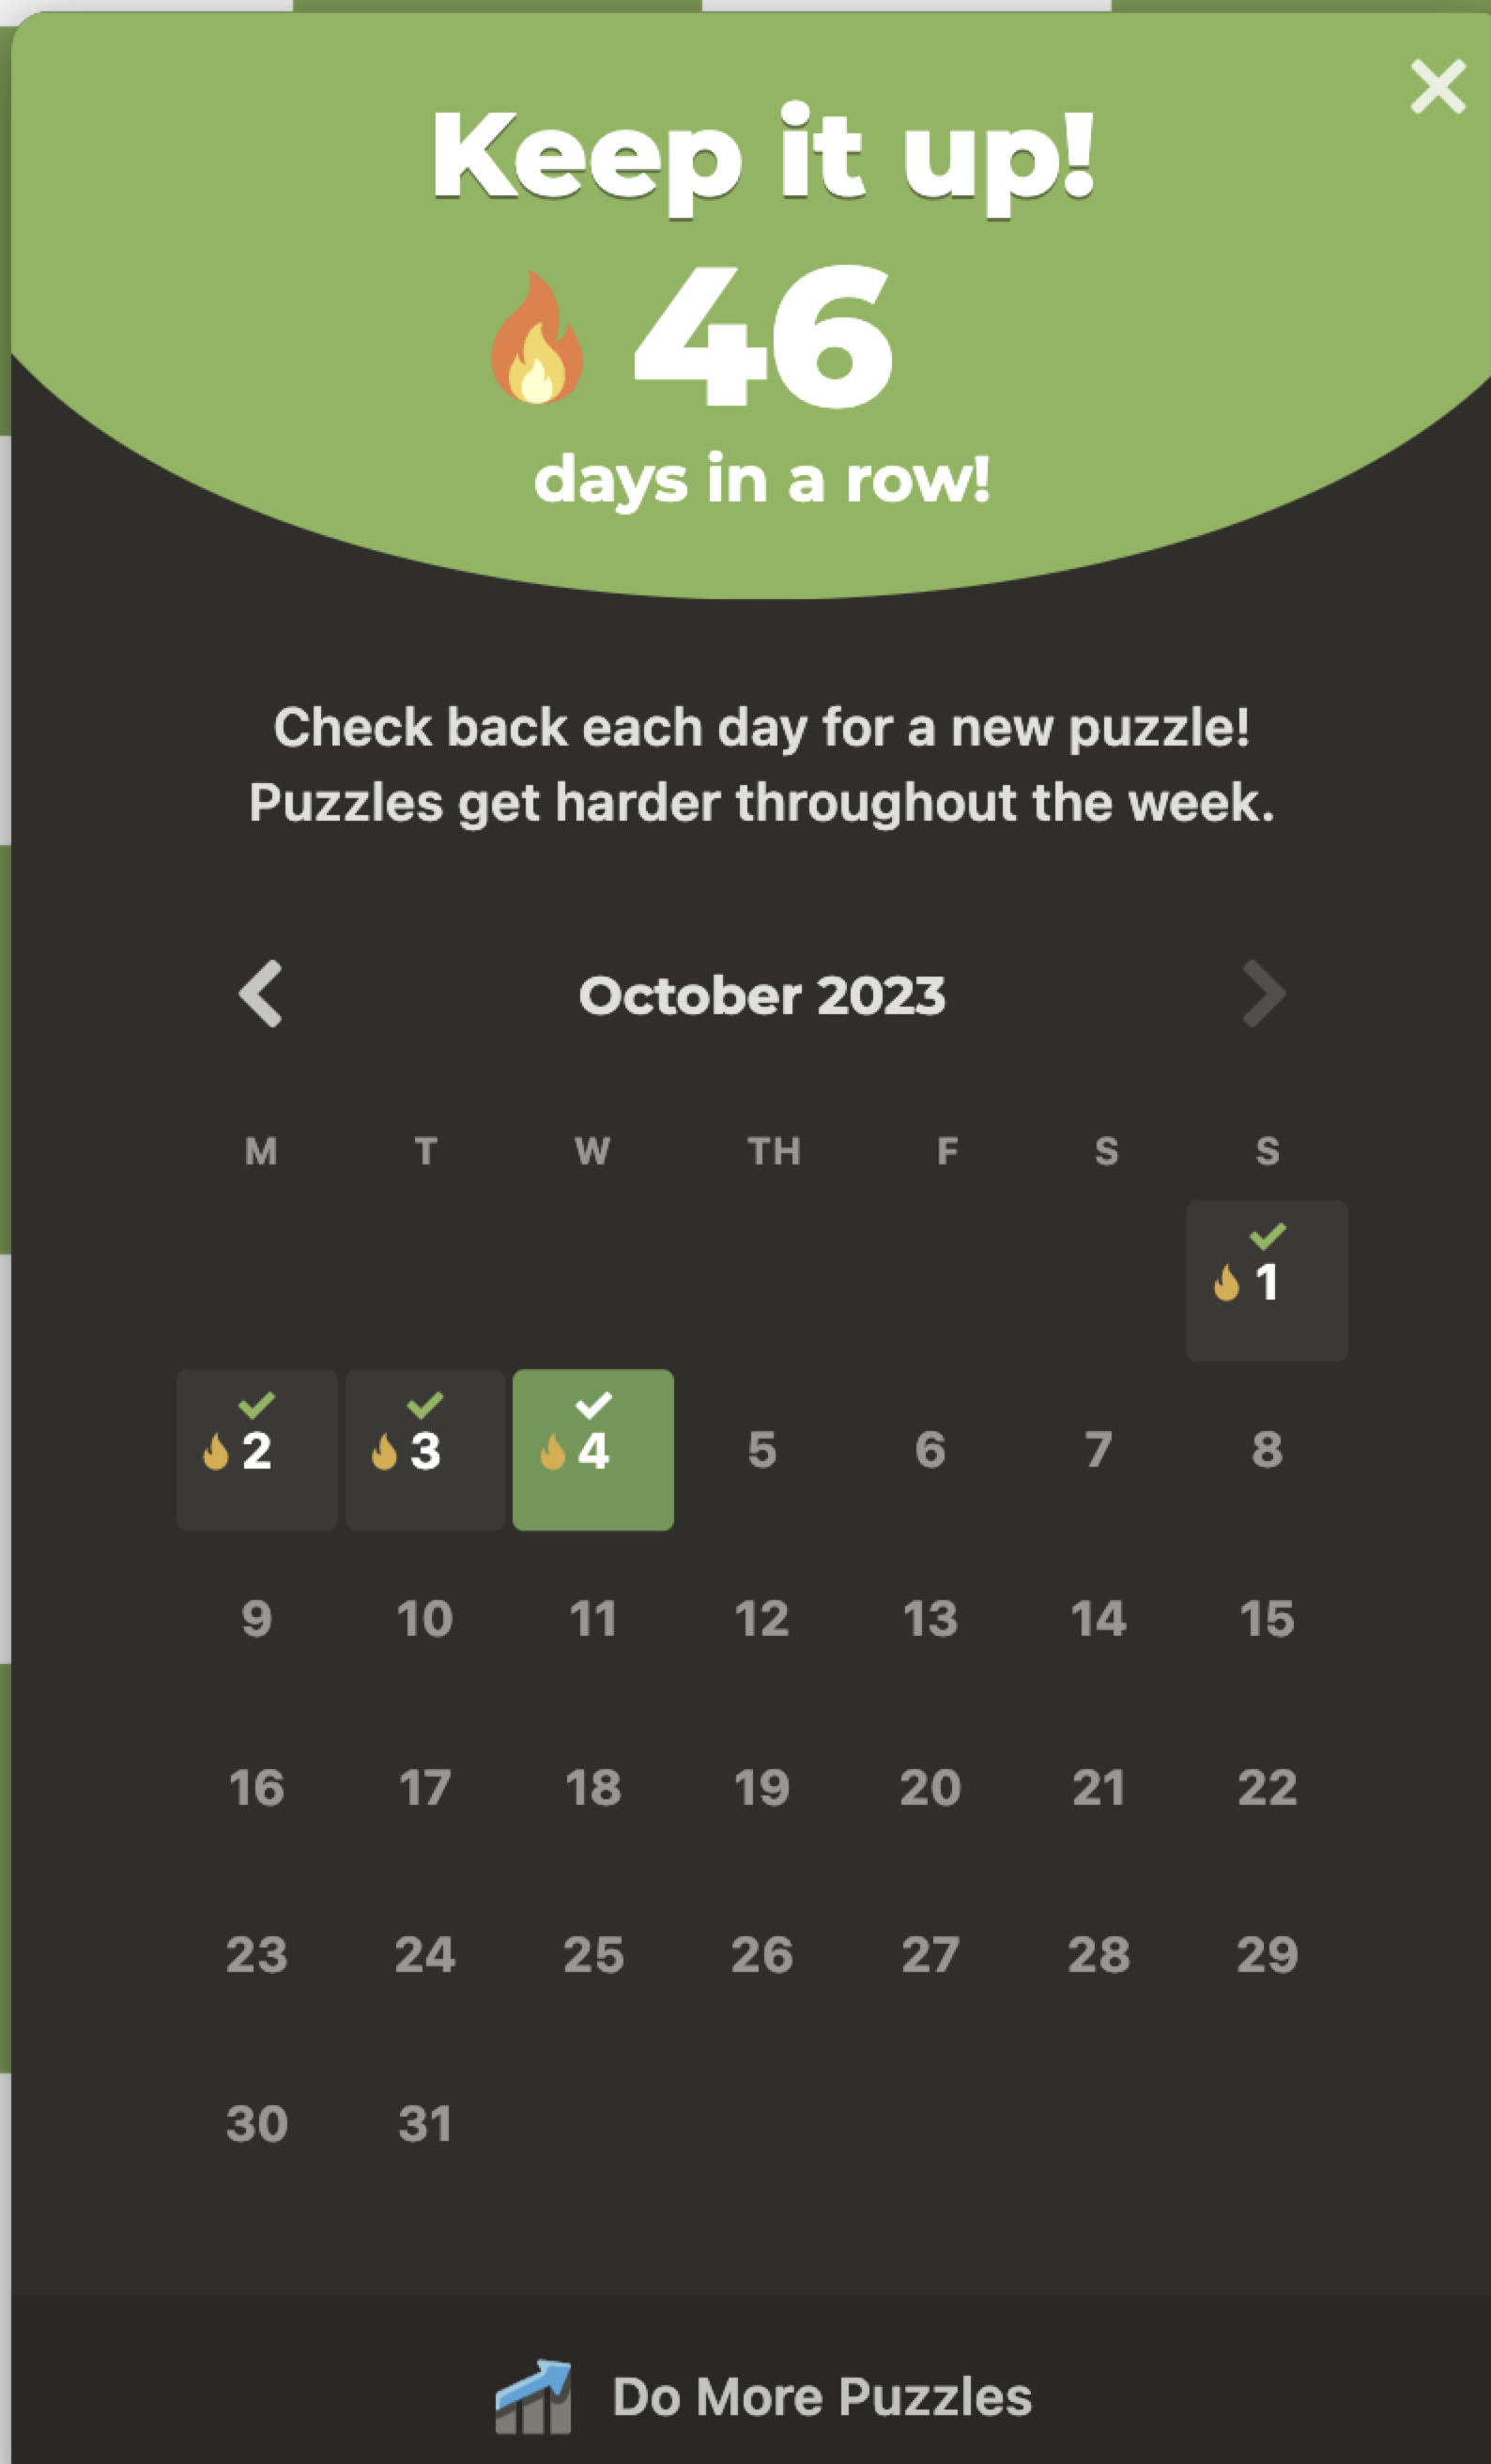 Keep it up!
46
days in a row!
Check back each day for a new puzzle!
Puzzles get harder throughout the week.
October 2023
M T W TH F S S
1
2 3 4 5 6 7 8
9 10 11 12 13 14 15
16 17 18 19 20 21 22
23 24 25 26 27 28 29
30 31
Do More Puzzles